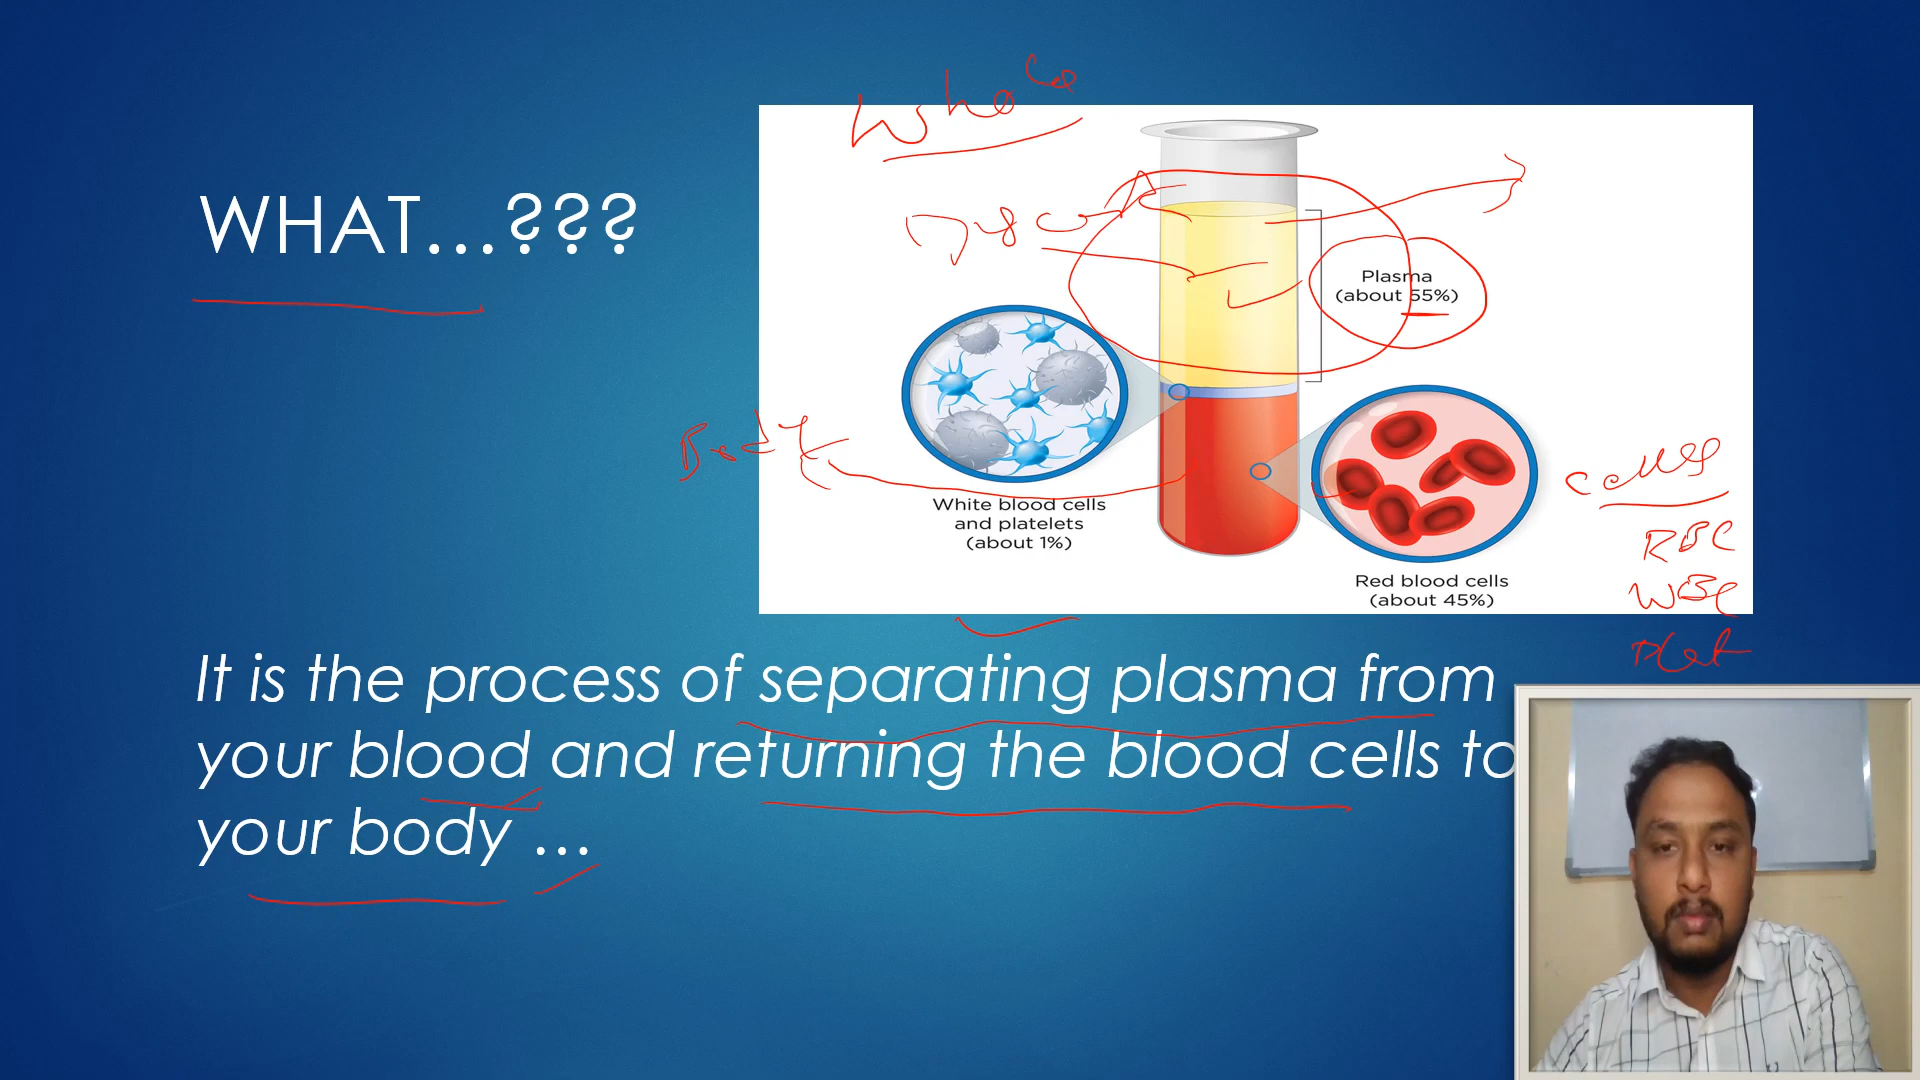 Whole
WHAT...???
Plasma
(about 55%)
Body
cells
White blood cells
and platelets
(about 1%)
RBC
WBC
Red blood cells
(about 45%)
Plat
It is the process of separating plasma from
your blood and returning the blood cells to
your body ...